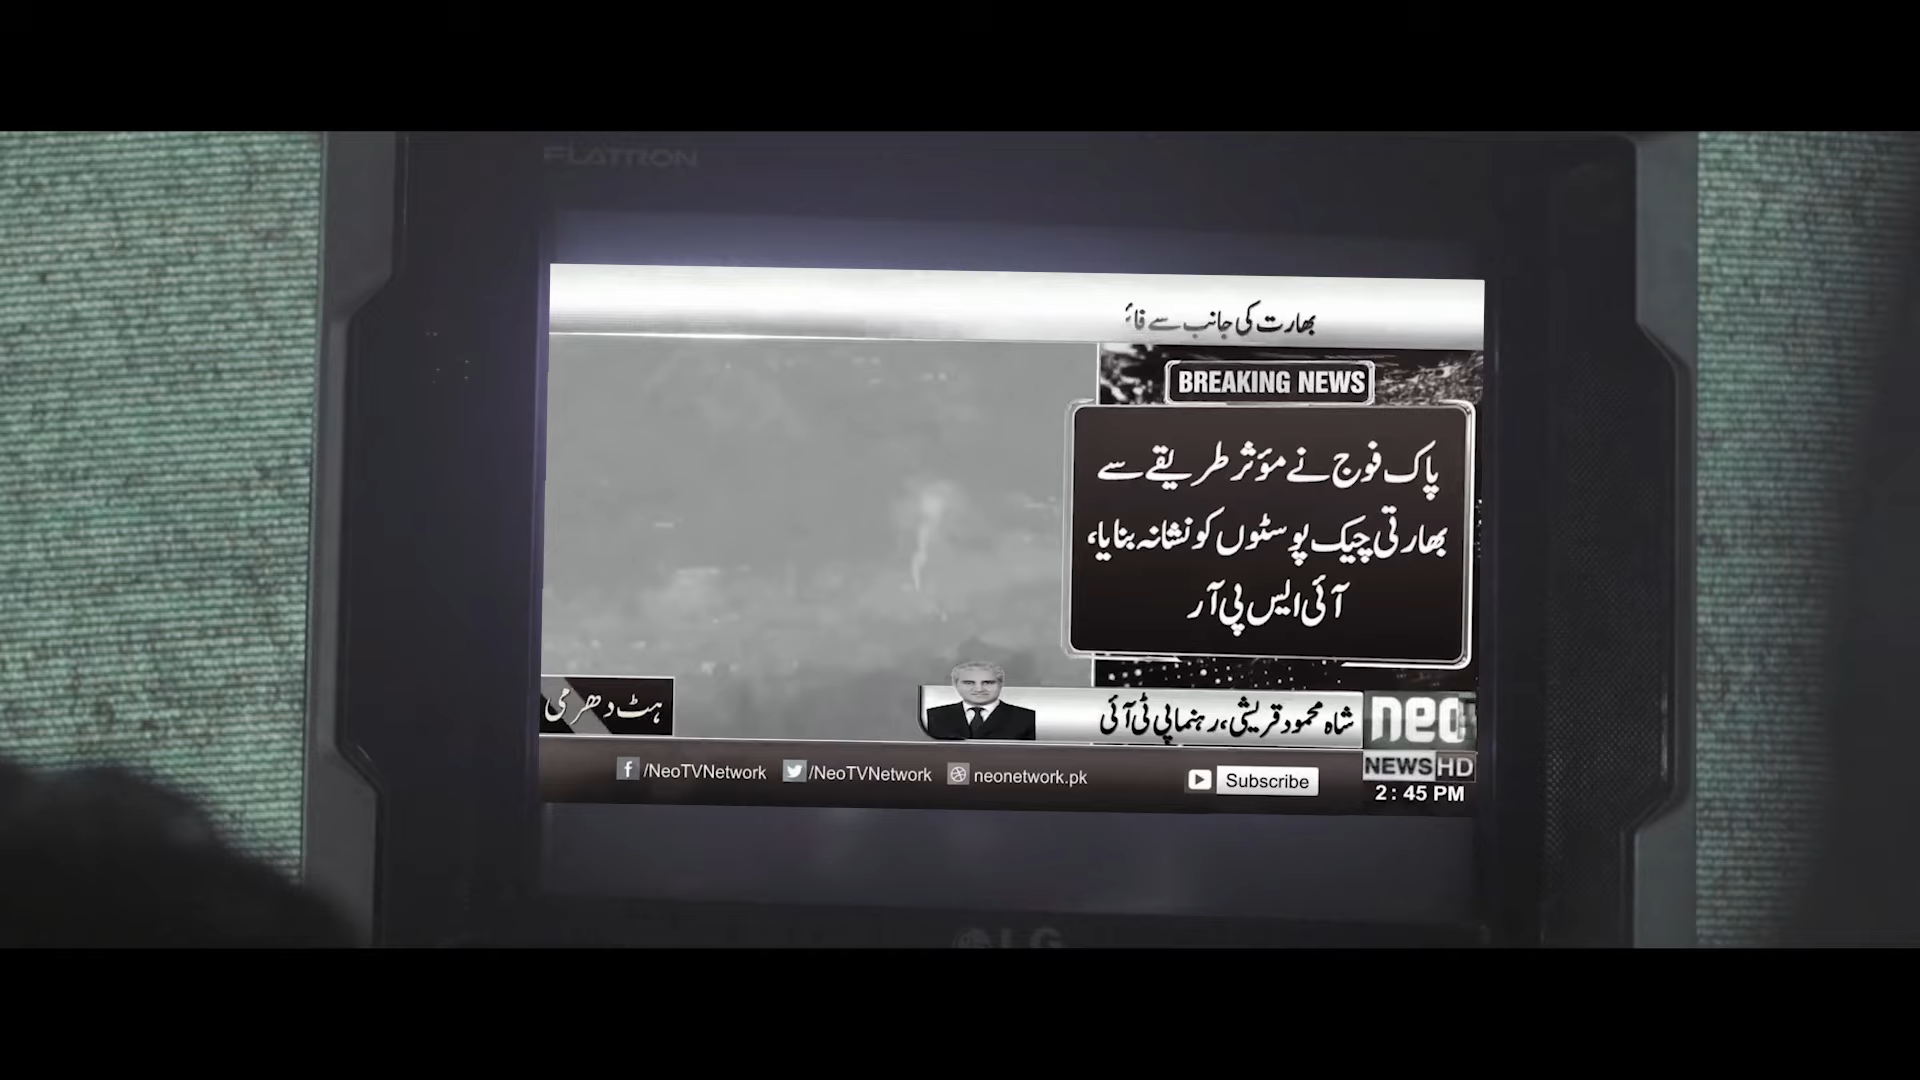 FLATRON
بھارت کی جانب سے فائ
BREAKING NEWS
پاک فوج نے مؤثر طریقے سے
بھارتی چیک پوسٹوں کو نشانہ بنایا،
آئی ایس پی آر
ہٹ دھرمی
شاہ محمود قریشی، رہنما پی ٹی آئی
neo
NEWS HD
/NeoTVNetwork
/NeoTVNetwork
neonetwork.pk
Subscribe
2:45 PM
LG